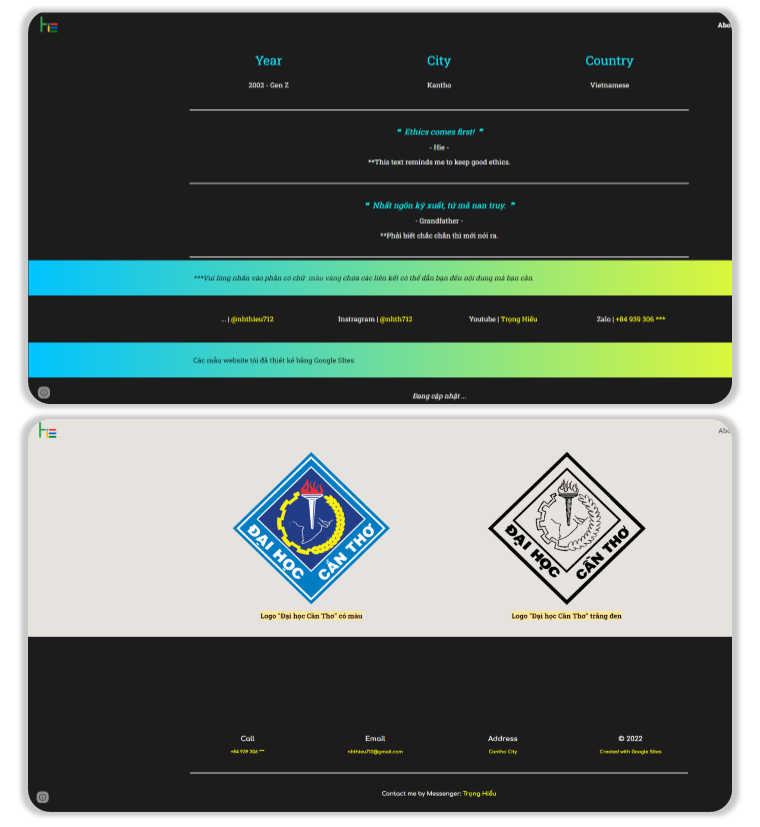 hiE
Abo
Year City Country
2002 - Gen Z Kantho Vietnamese
❝ Ethics comes first! ❞
- Hie -
**This text reminds me to keep good ethics.
❝ Nhất ngôn ký xuất, tứ mã nan truy. ❞
- Grandfather -
**Phải biết chắc chắn thì mới nói ra.
***Vui lòng nhấn vào phần có chữ màu vàng chứa các liên kết có thể dẫn bạn đến nội dung mà bạn cần.
... | @nhthieu712 Instragram | @nhth712 Youtube | Trọng Hiếu Zalo | +84 939 306 ***
Các mẫu website tôi đã thiết kế bằng Google Sites:
Đang cập nhật ...
hiE
Abo
ĐẠI HỌC CẦN THƠ ĐẠI HỌC CẦN THƠ
Logo "Đại học Cần Thơ" có màu Logo "Đại học Cần Thơ" trắng đen
Call Email Address © 2022
+84 939 306 *** nhthieu712@gmail.com Cantho City Created with Google Sites
Contact me by Messenger: Trọng Hiếu